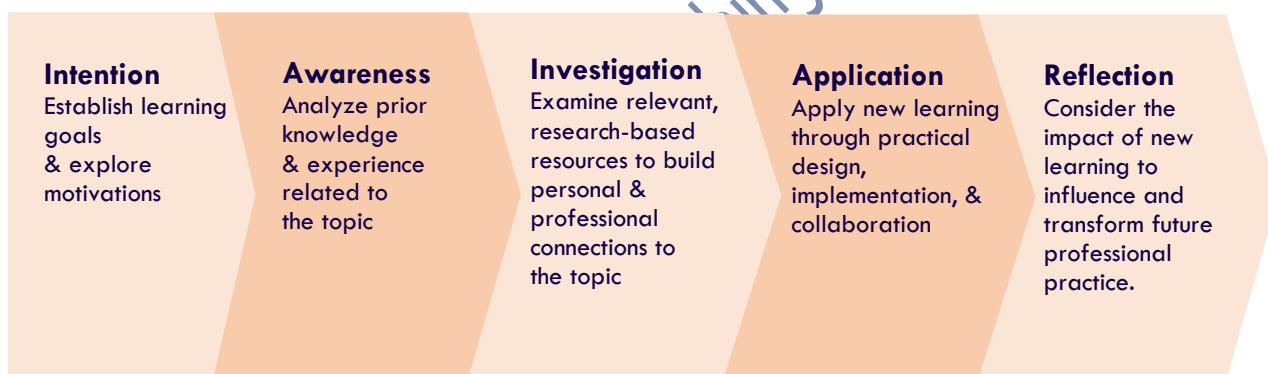 Intention
Establish learning
goals
& explore
motivations
Awareness
Analyze prior
knowledge
& experience
related to
the topic
Investigation
Examine relevant,
research-based
resources to build
personal &
professional
connections to
the topic
Application
Apply new learning
through practical
design,
implementation, &
collaboration
Reflection
Consider the
impact of new
learning to
influence and
transform future
professional
practice.